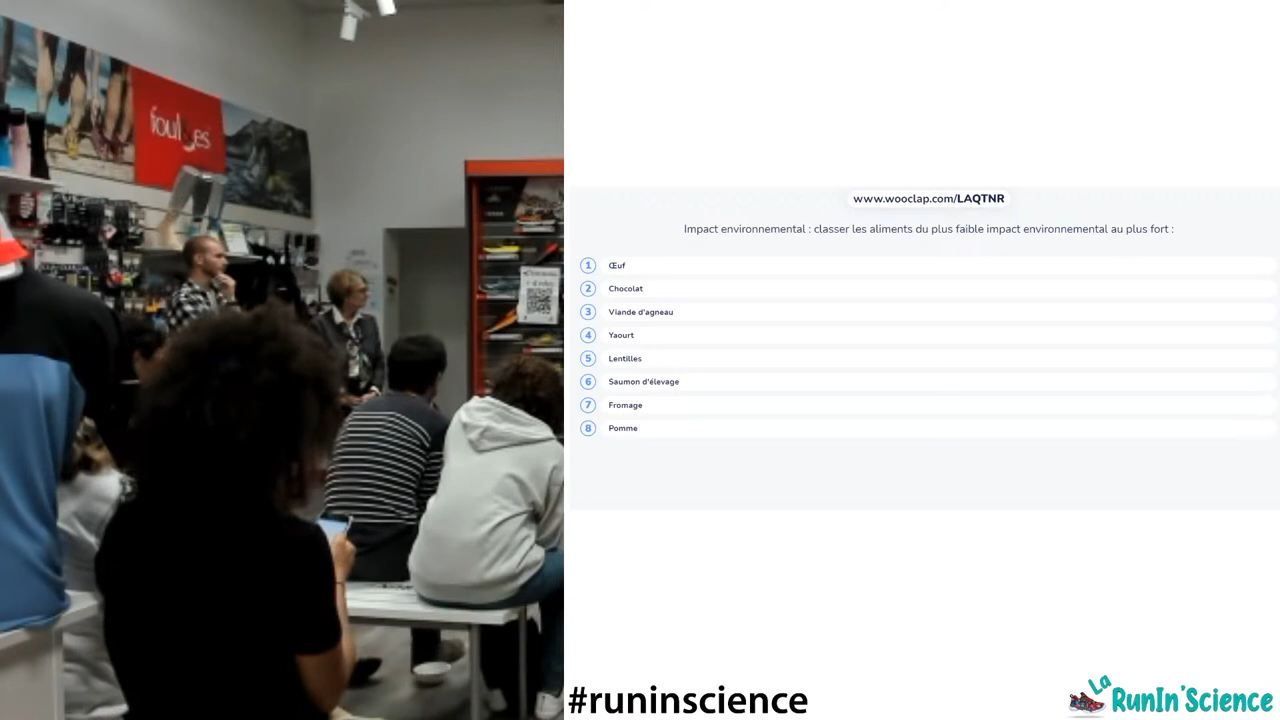 foulées
www.wooclap.com/LAQTNR
Impact environnemental : classer les aliments du plus faible impact environnemental au plus fort :
1 Œuf
2 Chocolat
3 Viande d'agneau
4 Yaourt
5 Lentilles
6 Saumon d'élevage
7 Fromage
8 Pomme
#runinscience
La RunIn'Science